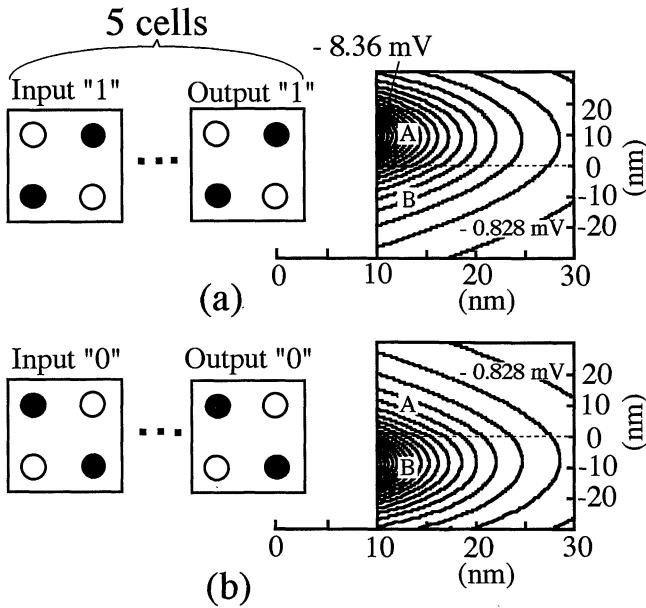 5 cells
Input "1"
Output "1"
- 8.36 mV
A
B
- 0.828 mV
20
10
0
-10
-20
(nm)
0
10
20
30
(nm)
(a)
Input "0"
Output "0"
- 0.828 mV
A
B
20
10
0
-10
-20
(nm)
0
10
20
30
(nm)
(b)